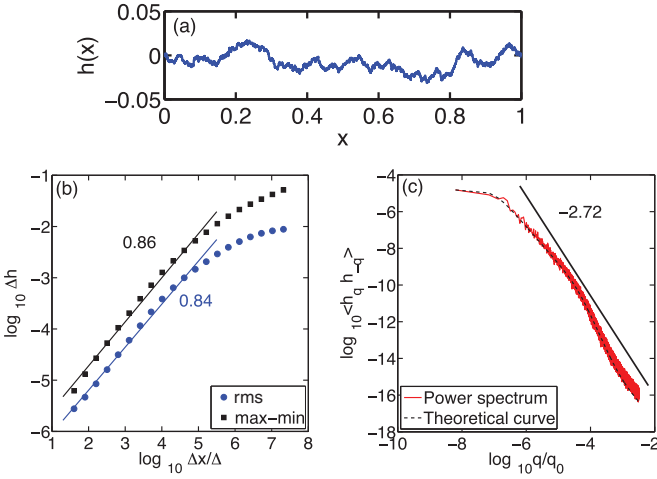 (a)
h(x)
0.05
0
−0.05
0 0.2 0.4 0.6 0.8 1
x
(b)
log 10 Δh
−1
−2
−3
−4
−5
−6
0.86
0.84
rms
max−min
1 2 3 4 5 6 7 8
log 10 Δx/Δ
(c)
log 10<hq h−q>
−4
−6
−8
−10
−12
−14
−16
−18
−2.72
Power spectrum
Theoretical curve
−10 −8 −6 −4 −2
log 10q/q0